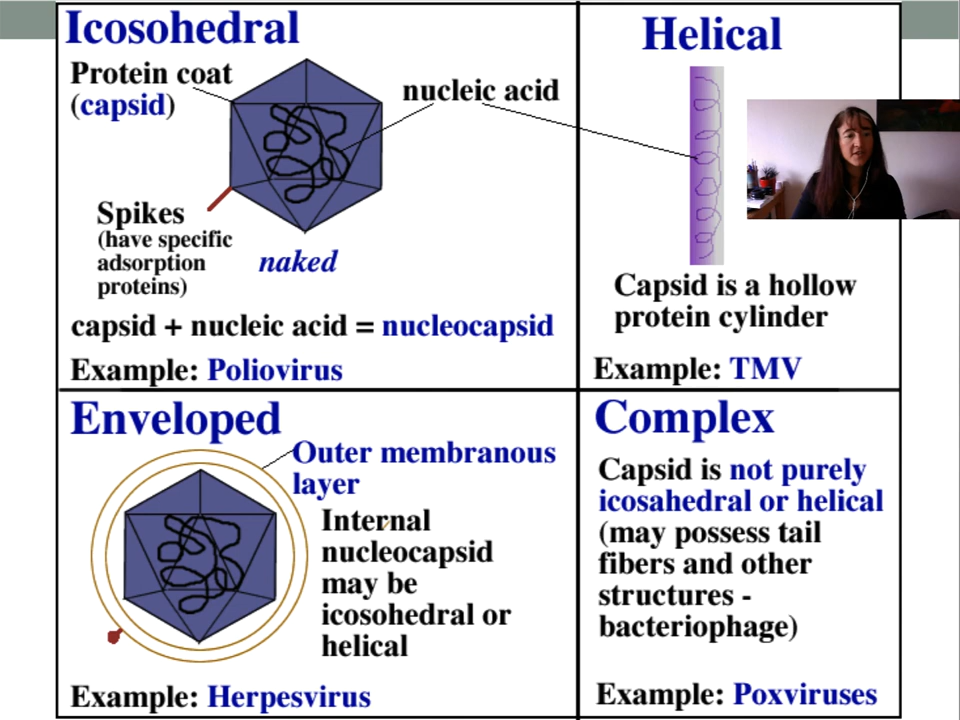 Icosohedral
Protein coat
(capsid)
nucleic acid
Spikes
(have specific
adsorption
proteins)
naked
capsid + nucleic acid = nucleocapsid
Example: Poliovirus
Helical
Capsid is a hollow
protein cylinder
Example: TMV
Enveloped
Outer membranous
layer
Internal
nucleocapsid
may be
icosohedral or
helical
Example: Herpesvirus
Complex
Capsid is not purely
icosahedral or helical
(may possess tail
fibers and other
structures -
bacteriophage)
Example: Poxviruses